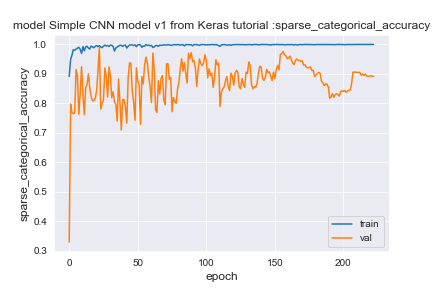 model Simple CNN model v1 from Keras tutorial :sparse_categorical_accuracy
sparse_categorical_accuracy
1.0
0.9
0.8
0.7
0.6
0.5
0.4
0.3
0
50
100
150
200
epoch
train
val